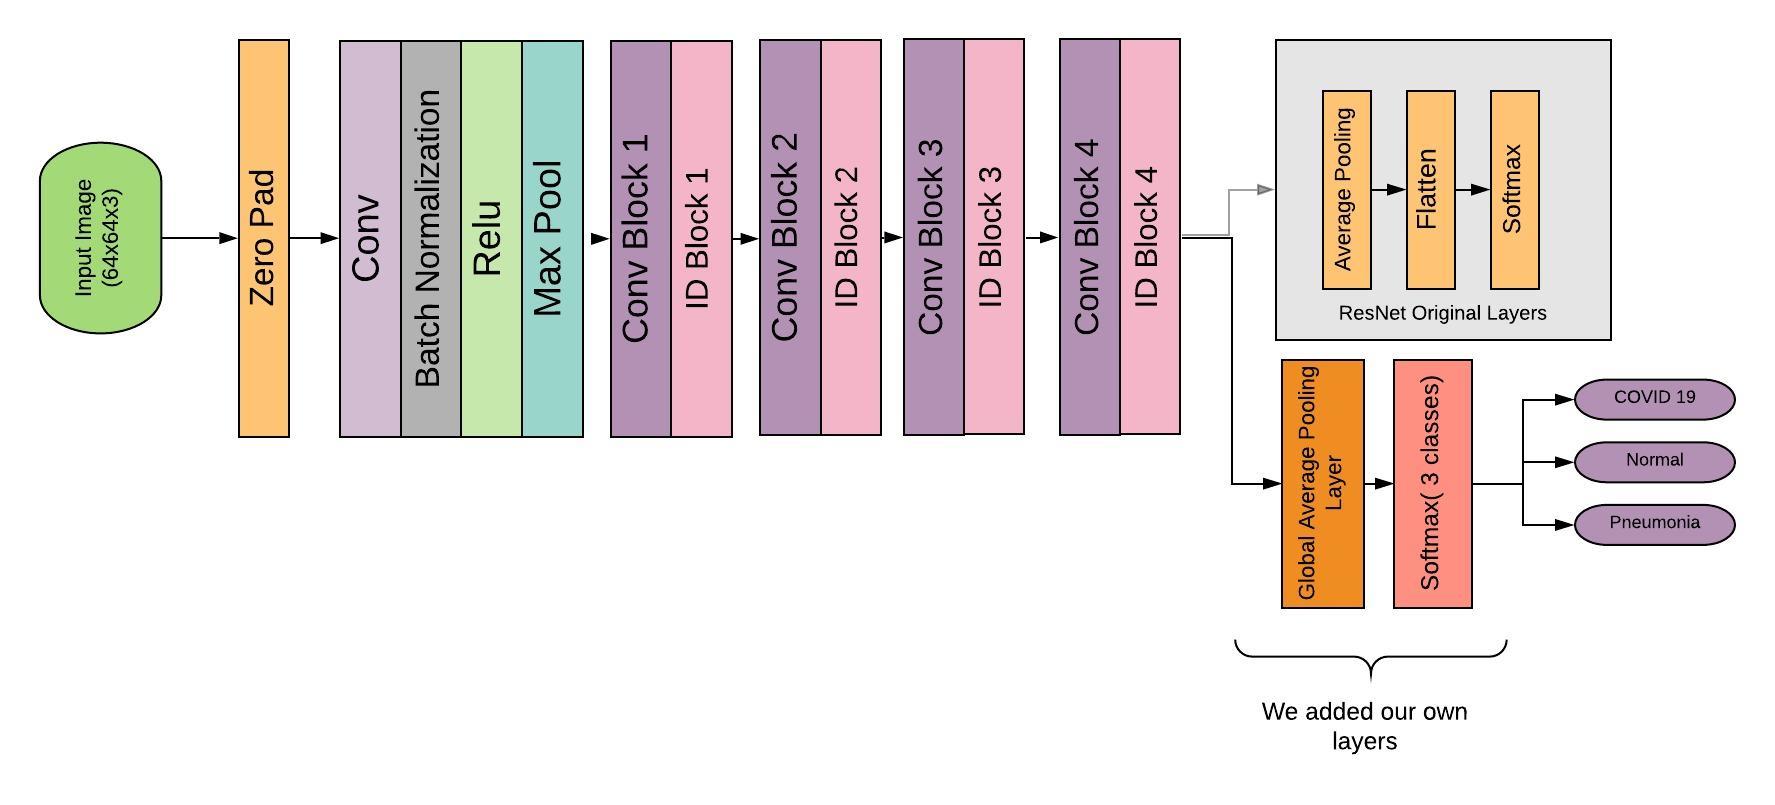 Input Image
(64x64x3)
Zero Pad
Conv
Batch Normalization
Relu
Max Pool
Conv Block 1
ID Block 1
Conv Block 2
ID Block 2
Conv Block 3
ID Block 3
Conv Block 4
ID Block 4
Average Pooling
Flatten
Softmax
ResNet Original Layers
Global Average Pooling
Layer
Softmax( 3 classes)
COVID 19
Normal
Pneumonia
We added our own
layers